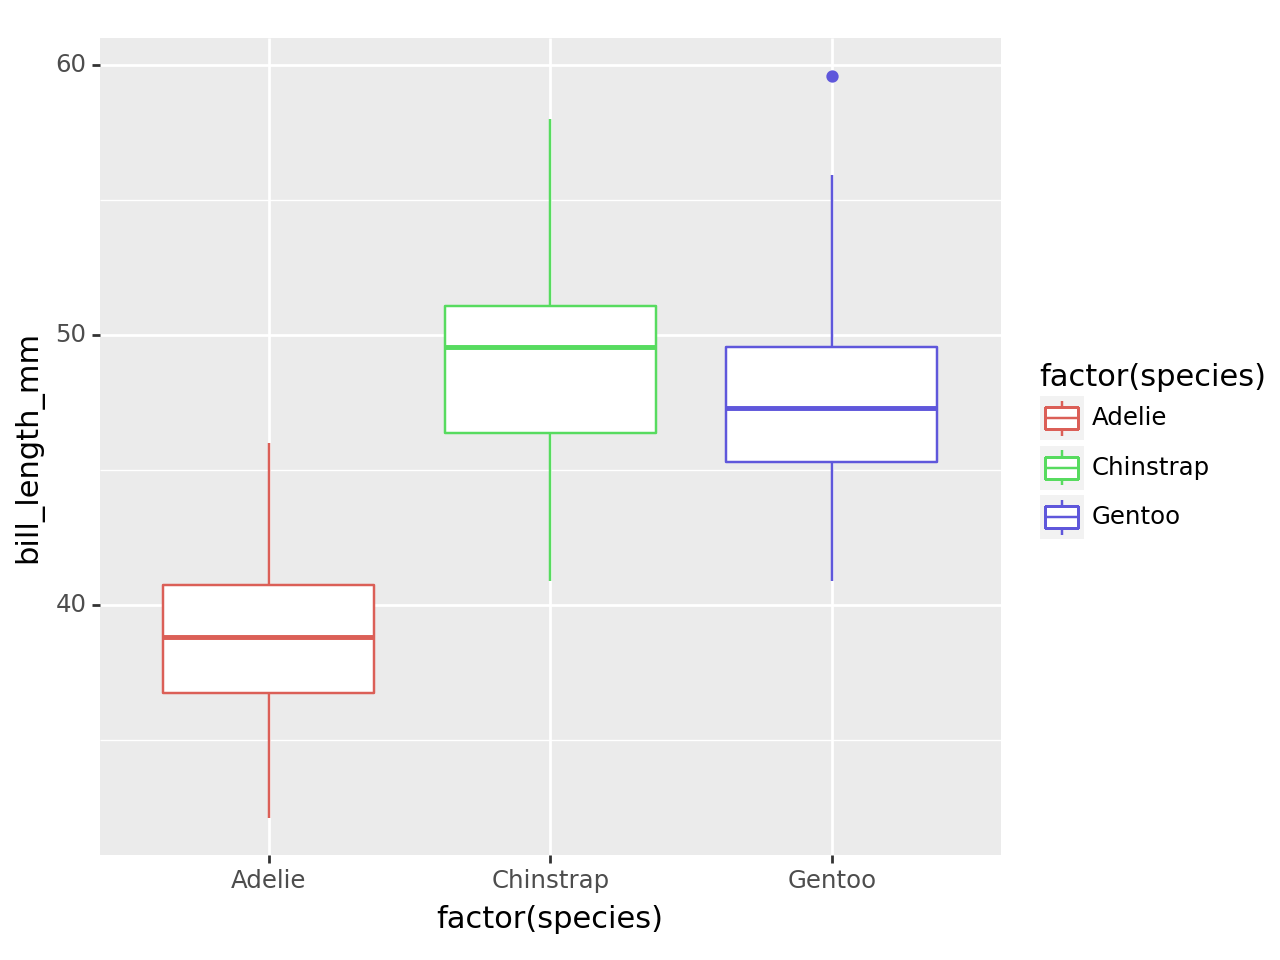 60
50
40
bill_length_mm
Adelie
Chinstrap
Gentoo
factor(species)
factor(species)
Adelie
Chinstrap
Gentoo